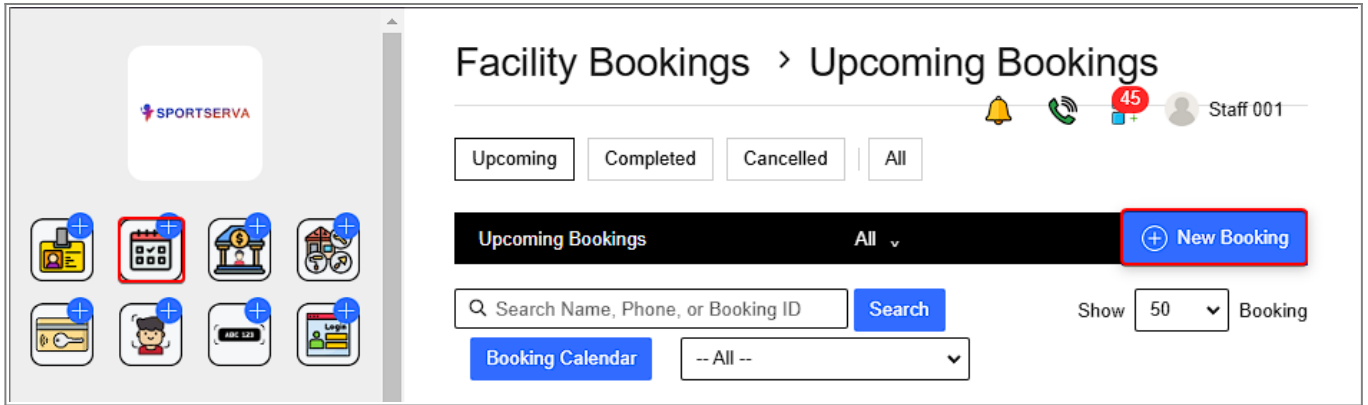 SPORTSERVA
ABC 123
Login
Facility Bookings > Upcoming Bookings
45
Staff 001
Upcoming Completed Cancelled All
Upcoming Bookings All
New Booking
Search Name, Phone, or Booking ID Search Show 50 Booking
Booking Calendar -- All --